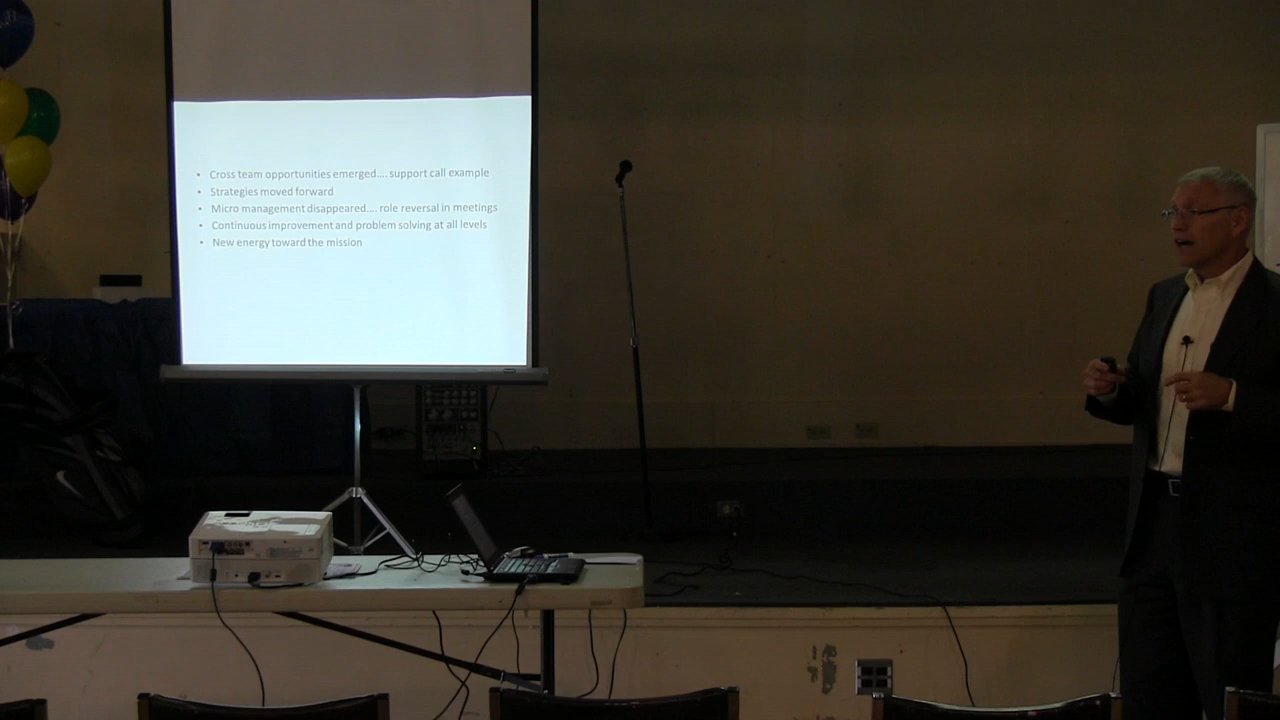 • Cross team opportunities emerged.... support call example
• Strategies moved forward
• Micro management disappeared.... role reversal in meetings
• Continuous improvement and problem solving at all levels
• New energy toward the mission